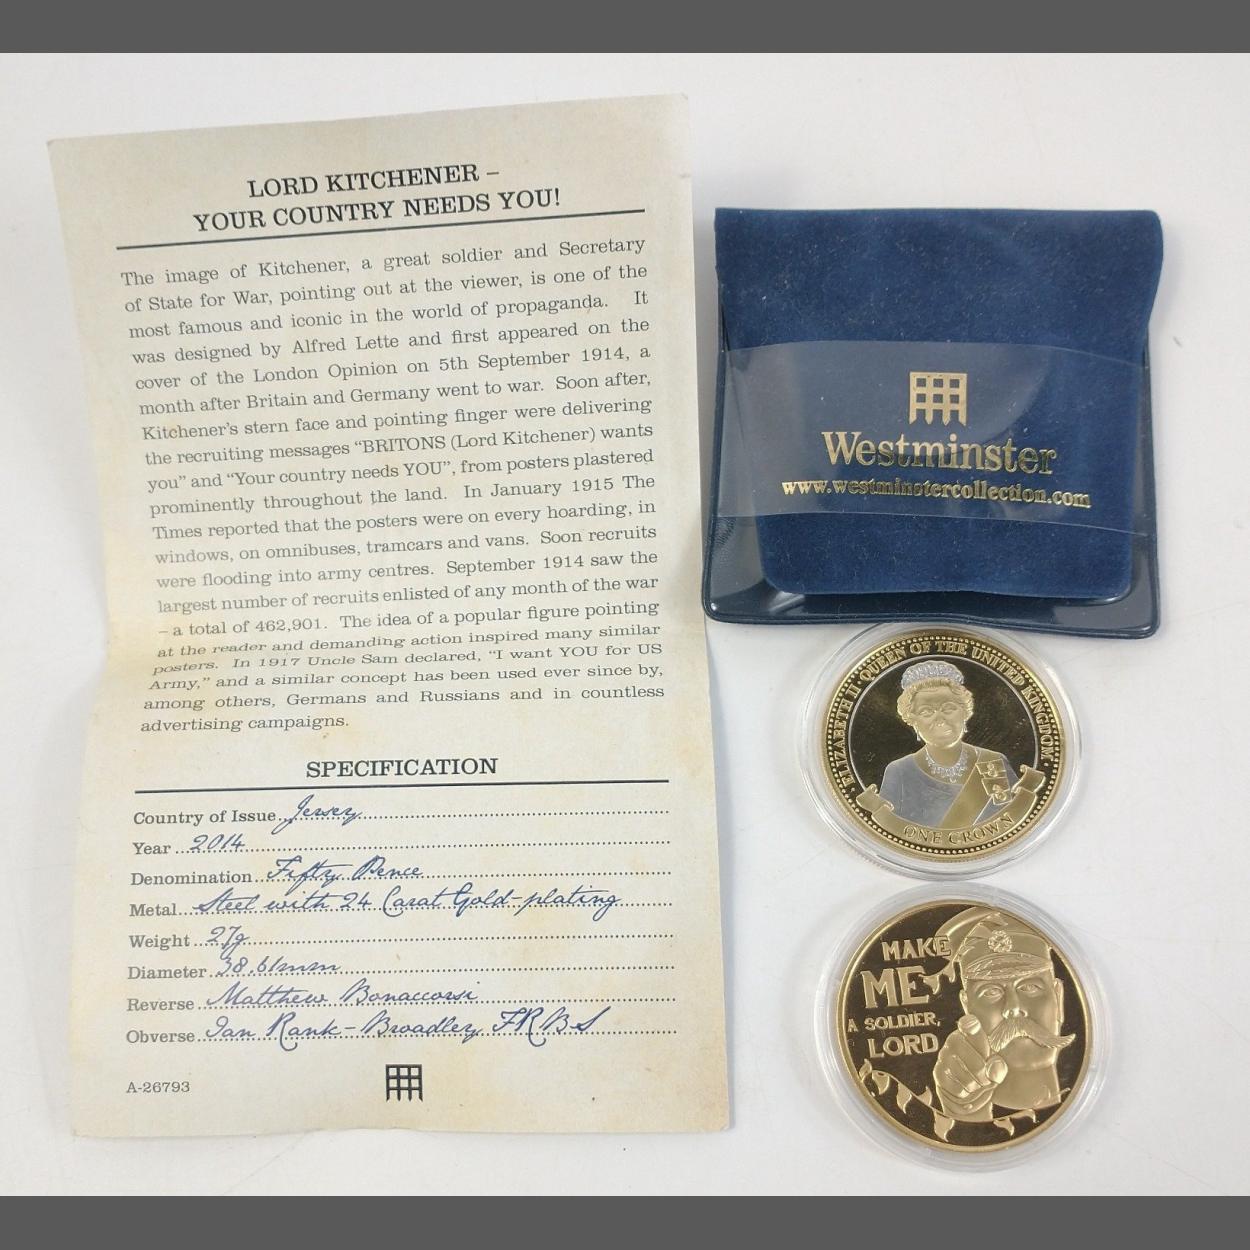 LORD KITCHENER –
YOUR COUNTRY NEEDS YOU!
The image of Kitchener, a great soldier and Secretary
of State for War, pointing out at the viewer, is one of the
most famous and iconic in the world of propaganda. It
was designed by Alfred Lette and first appeared on the
cover of the London Opinion on 5th September 1914, a
month after Britain and Germany went to war. Soon after,
Kitchener's stern face and pointing finger were delivering
the recruiting messages "BRITONS (Lord Kitchener) wants
you" and "Your country needs YOU", from posters plastered
prominently throughout the land. In January 1915 The
Times reported that the posters were on every hoarding, in
windows, on omnibuses, tramcars and vans. Soon recruits
were flooding into army centres. September 1914 saw the
largest number of recruits enlisted of any month of the war
– a total of 462,901. The idea of a popular figure pointing
at the reader and demanding action inspired many similar
posters. In 1917 Uncle Sam declared, "I want YOU for US
Army," and a similar concept has been used ever since by,
among others, Germans and Russians and in countless
advertising campaigns.
SPECIFICATION
Country of Issue Jersey
Year 2014
Denomination Fifty Pence
Metal Steel with 24 Carat Gold-plating
Weight 27g
Diameter 38.61mm
Reverse Matthew Bonaccorsi
Obverse Ian Rank-Broadley FRBS
A-26793
Westminster
www.westminstercollection.com
ELIZABETH II · QUEEN OF THE UNITED KINGDOM ·
ONE CROWN
MAKE
ME
A SOLDIER,
LORD